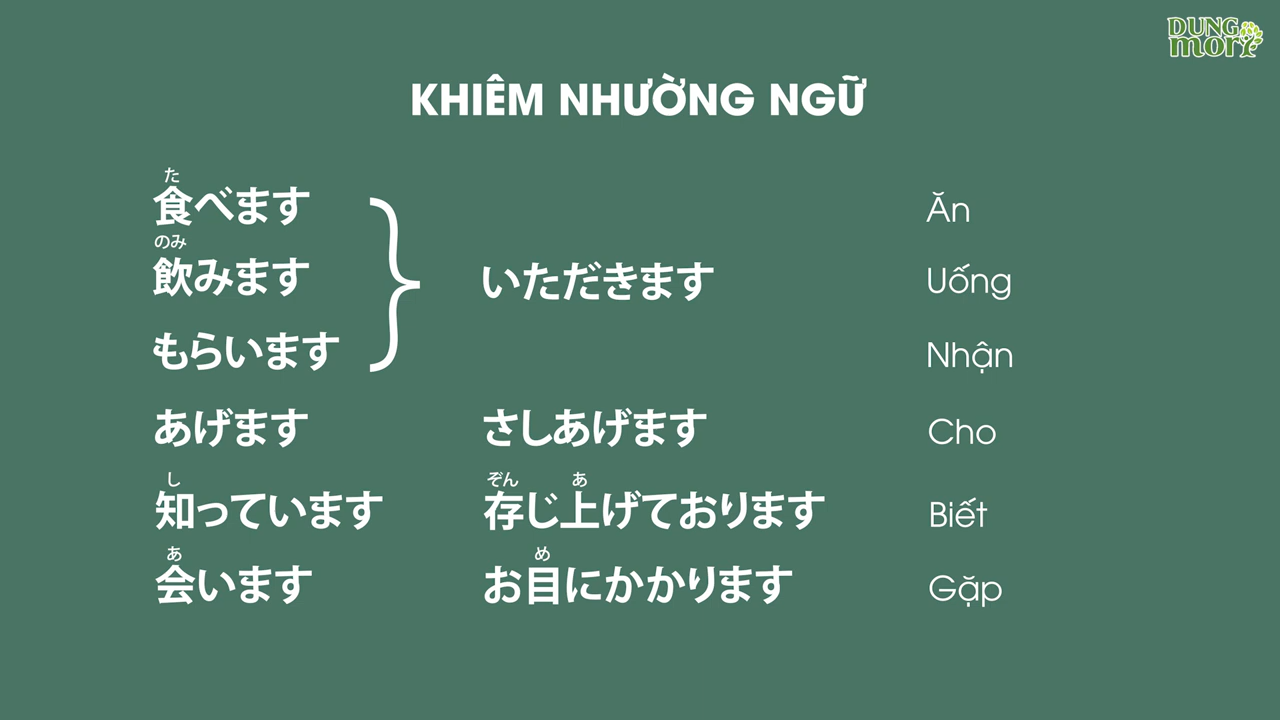 DUNG
mori
KHIÊM NHƯỜNG NGỮ
た
食べます
Ăn
のみ
飲みます
いただきます
Uống
もらいます
Nhận
あげます
さしあげます
Cho
し
ぞん
あ
知っています
存じ上げております
Biết
あ
め
会います
お目にかかります
Gặp